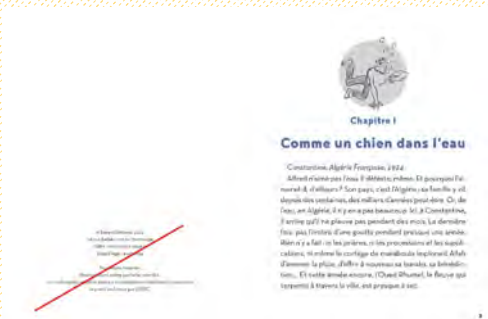 Chapitre I
Comme un chien dans l'eau
Constantine, Algérie Française, 1924
Alfred n'aime pas l'eau. Il déteste, même. Et pourquoi l'ai-
merait-il, d'ailleurs ? Son pays, c'est l'Algérie ; sa famille y vit
depuis des centaines, des milliers d'années peut-être. Or, de
l'eau, en Algérie, il n'y en a pas beaucoup. Ici, à Constantine,
il arrive qu'il ne pleuve pas pendant des mois. La dernière
fois, pas l'ombre d'une goutte pendant presque une année.
Rien n'y a fait : ni les prières, ni les processions et les suppli-
cations, ni même le cortège de marabouts implorant Allah
d'amener la pluie, d'offrir à nouveau sa baraka, sa bénédic-
tion... Et cette année encore, l'Oued Rhumel, le fleuve qui
serpente à travers la ville, est presque à sec.